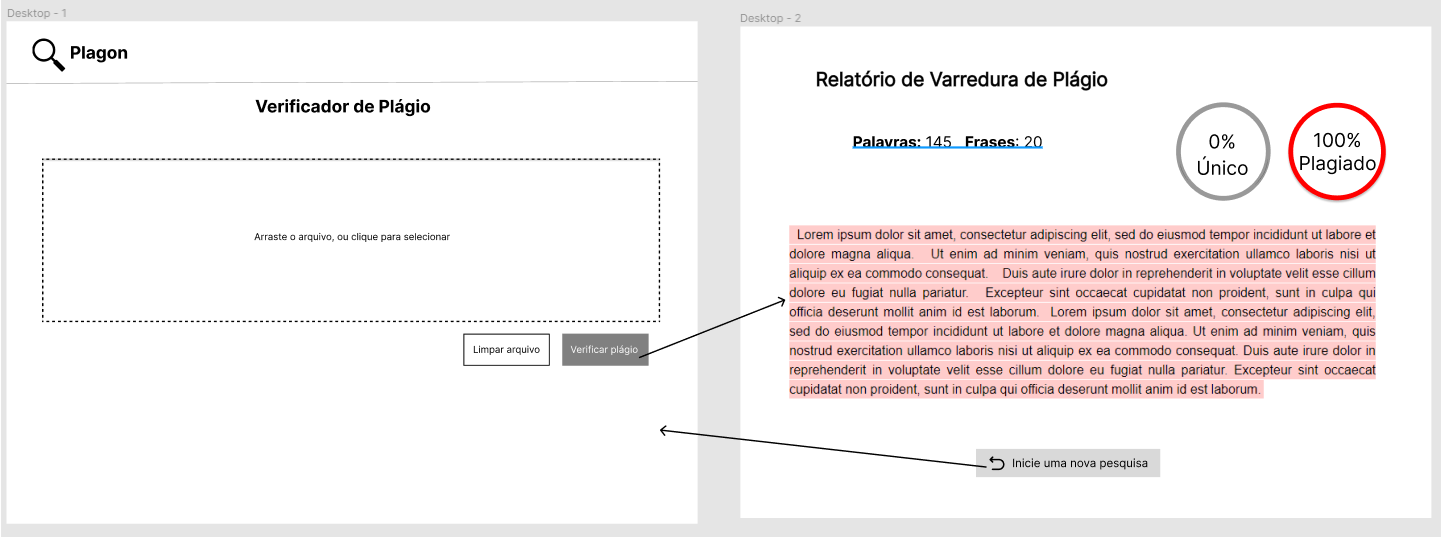 Desktop - 1
Plagon
Verificador de Plágio
Arraste o arquivo, ou clique para selecionar
Limpar arquivo
Verificar plágio
Desktop - 2
Relatório de Varredura de Plágio
Palavras: 145 Frases: 20
0%
Único
100%
Plagiado
Lorem ipsum dolor sit amet, consectetur adipiscing elit, sed do eiusmod tempor incididunt ut labore et
dolore magna aliqua. Ut enim ad minim veniam, quis nostrud exercitation ullamco laboris nisi ut
aliquip ex ea commodo consequat. Duis aute irure dolor in reprehenderit in voluptate velit esse cillum
dolore eu fugiat nulla pariatur. Excepteur sint occaecat cupidatat non proident, sunt in culpa qui
officia deserunt mollit anim id est laborum. Lorem ipsum dolor sit amet, consectetur adipiscing elit,
sed do eiusmod tempor incididunt ut labore et dolore magna aliqua. Ut enim ad minim veniam, quis
nostrud exercitation ullamco laboris nisi ut aliquip ex ea commodo consequat. Duis aute irure dolor in
reprehenderit in voluptate velit esse cillum dolore eu fugiat nulla pariatur. Excepteur sint occaecat
cupidatat non proident, sunt in culpa qui officia deserunt mollit anim id est laborum.
Inicie uma nova pesquisa